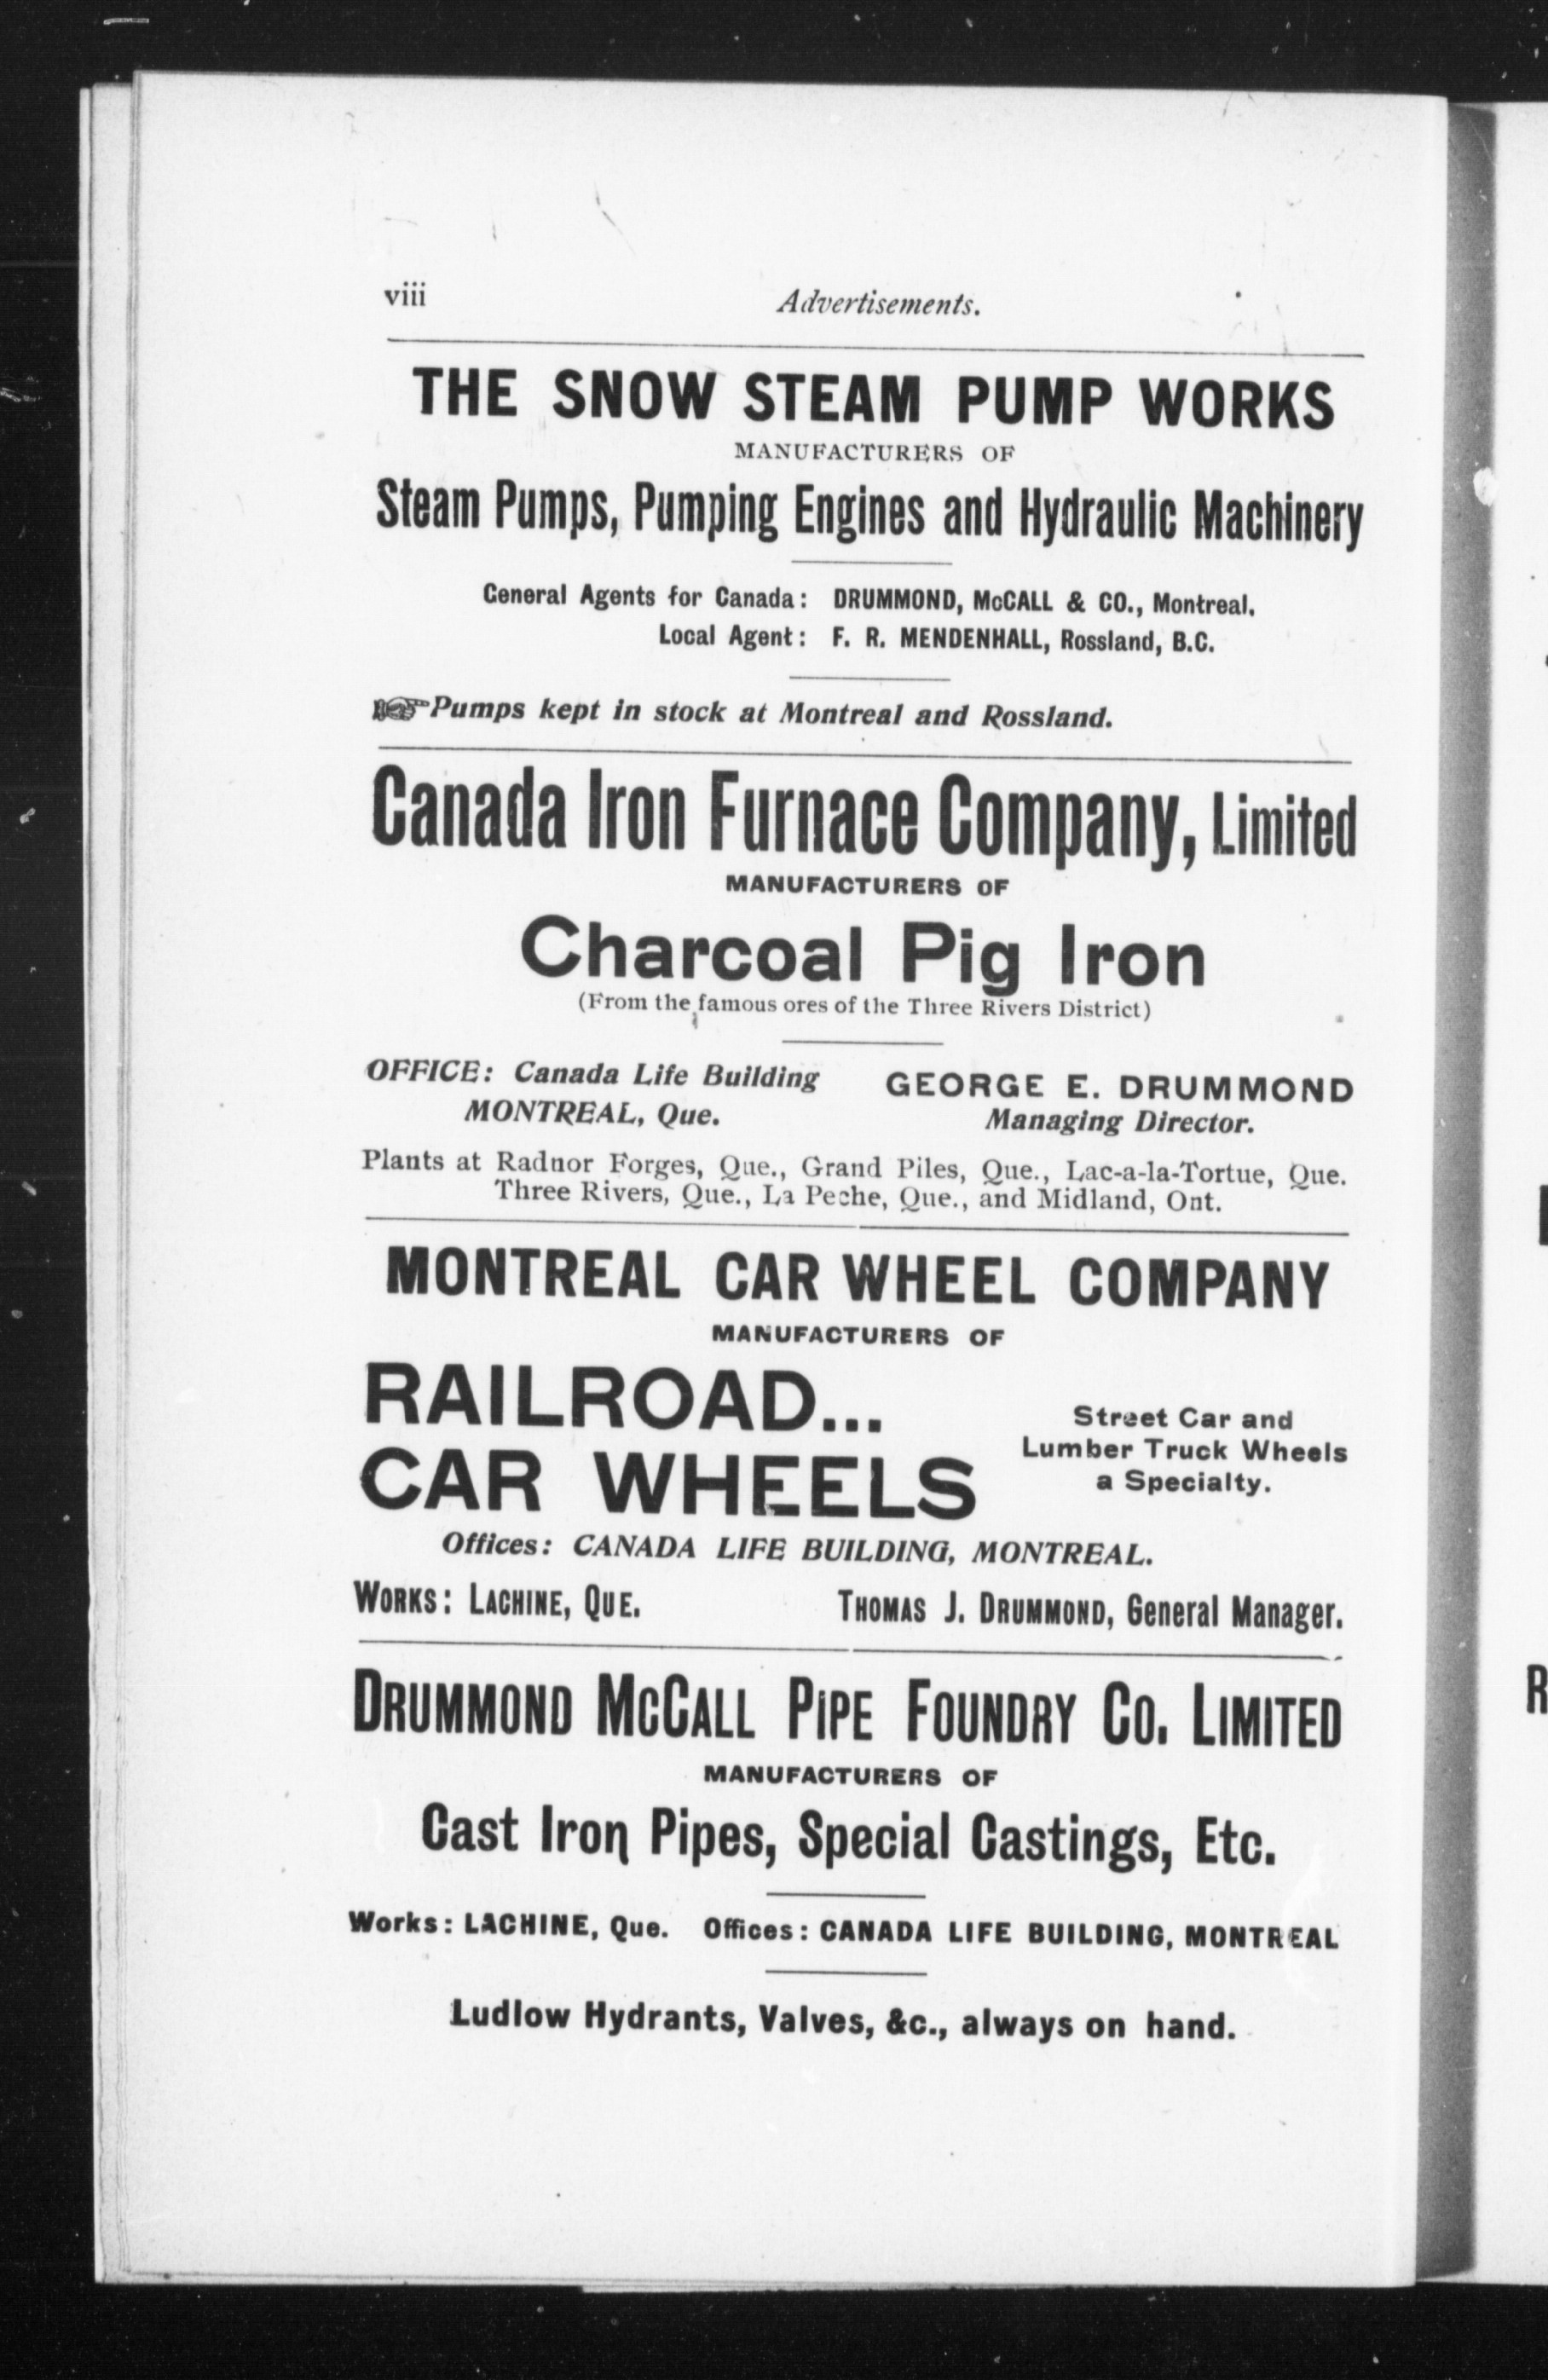 viii
Advertisements.
THE SNOW STEAM PUMP WORKS
MANUFACTURERS OF
Steam Pumps, Pumping Engines and Hydraulic Machinery
General Agents for Canada: DRUMMOND, McCALL & CO., Montreal.
Local Agent: F. R. MENDENHALL, Rossland, B.C.
☞Pumps kept in stock at Montreal and Rossland.
Canada Iron Furnace Company, Limited
MANUFACTURERS OF
Charcoal Pig Iron
(From the famous ores of the Three Rivers District)
OFFICE: Canada Life Building
MONTREAL, Que.
GEORGE E. DRUMMOND
Managing Director.
Plants at Radnor Forges, Que., Grand Piles, Que., Lac-a-la-Tortue, Que.
Three Rivers, Que., La Peche, Que., and Midland, Ont.
MONTREAL CAR WHEEL COMPANY
MANUFACTURERS OF
RAILROAD...
CAR WHEELS
Street Car and
Lumber Truck Wheels
a Specialty.
Offices: CANADA LIFE BUILDING, MONTREAL.
WORKS: LACHINE, QUE.
THOMAS J. DRUMMOND, General Manager.
DRUMMOND MCCALL PIPE FOUNDRY CO. LIMITED
MANUFACTURERS OF
Cast Iron Pipes, Special Castings, Etc.
Works: LACHINE, Que. Offices: CANADA LIFE BUILDING, MONTREAL
Ludlow Hydrants, Valves, &c., always on hand.